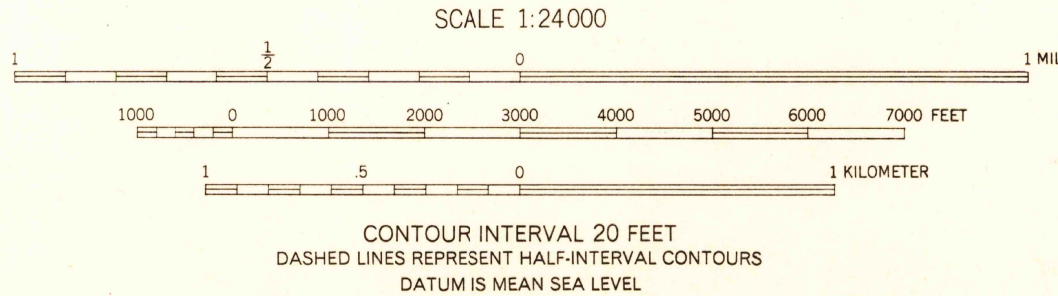 SCALE 1:24000
1 ½ 0 1 MIL
1000 0 1000 2000 3000 4000 5000 6000 7000 FEET
1 .5 0 1 KILOMETER
CONTOUR INTERVAL 20 FEET
DASHED LINES REPRESENT HALF-INTERVAL CONTOURS
DATUM IS MEAN SEA LEVEL